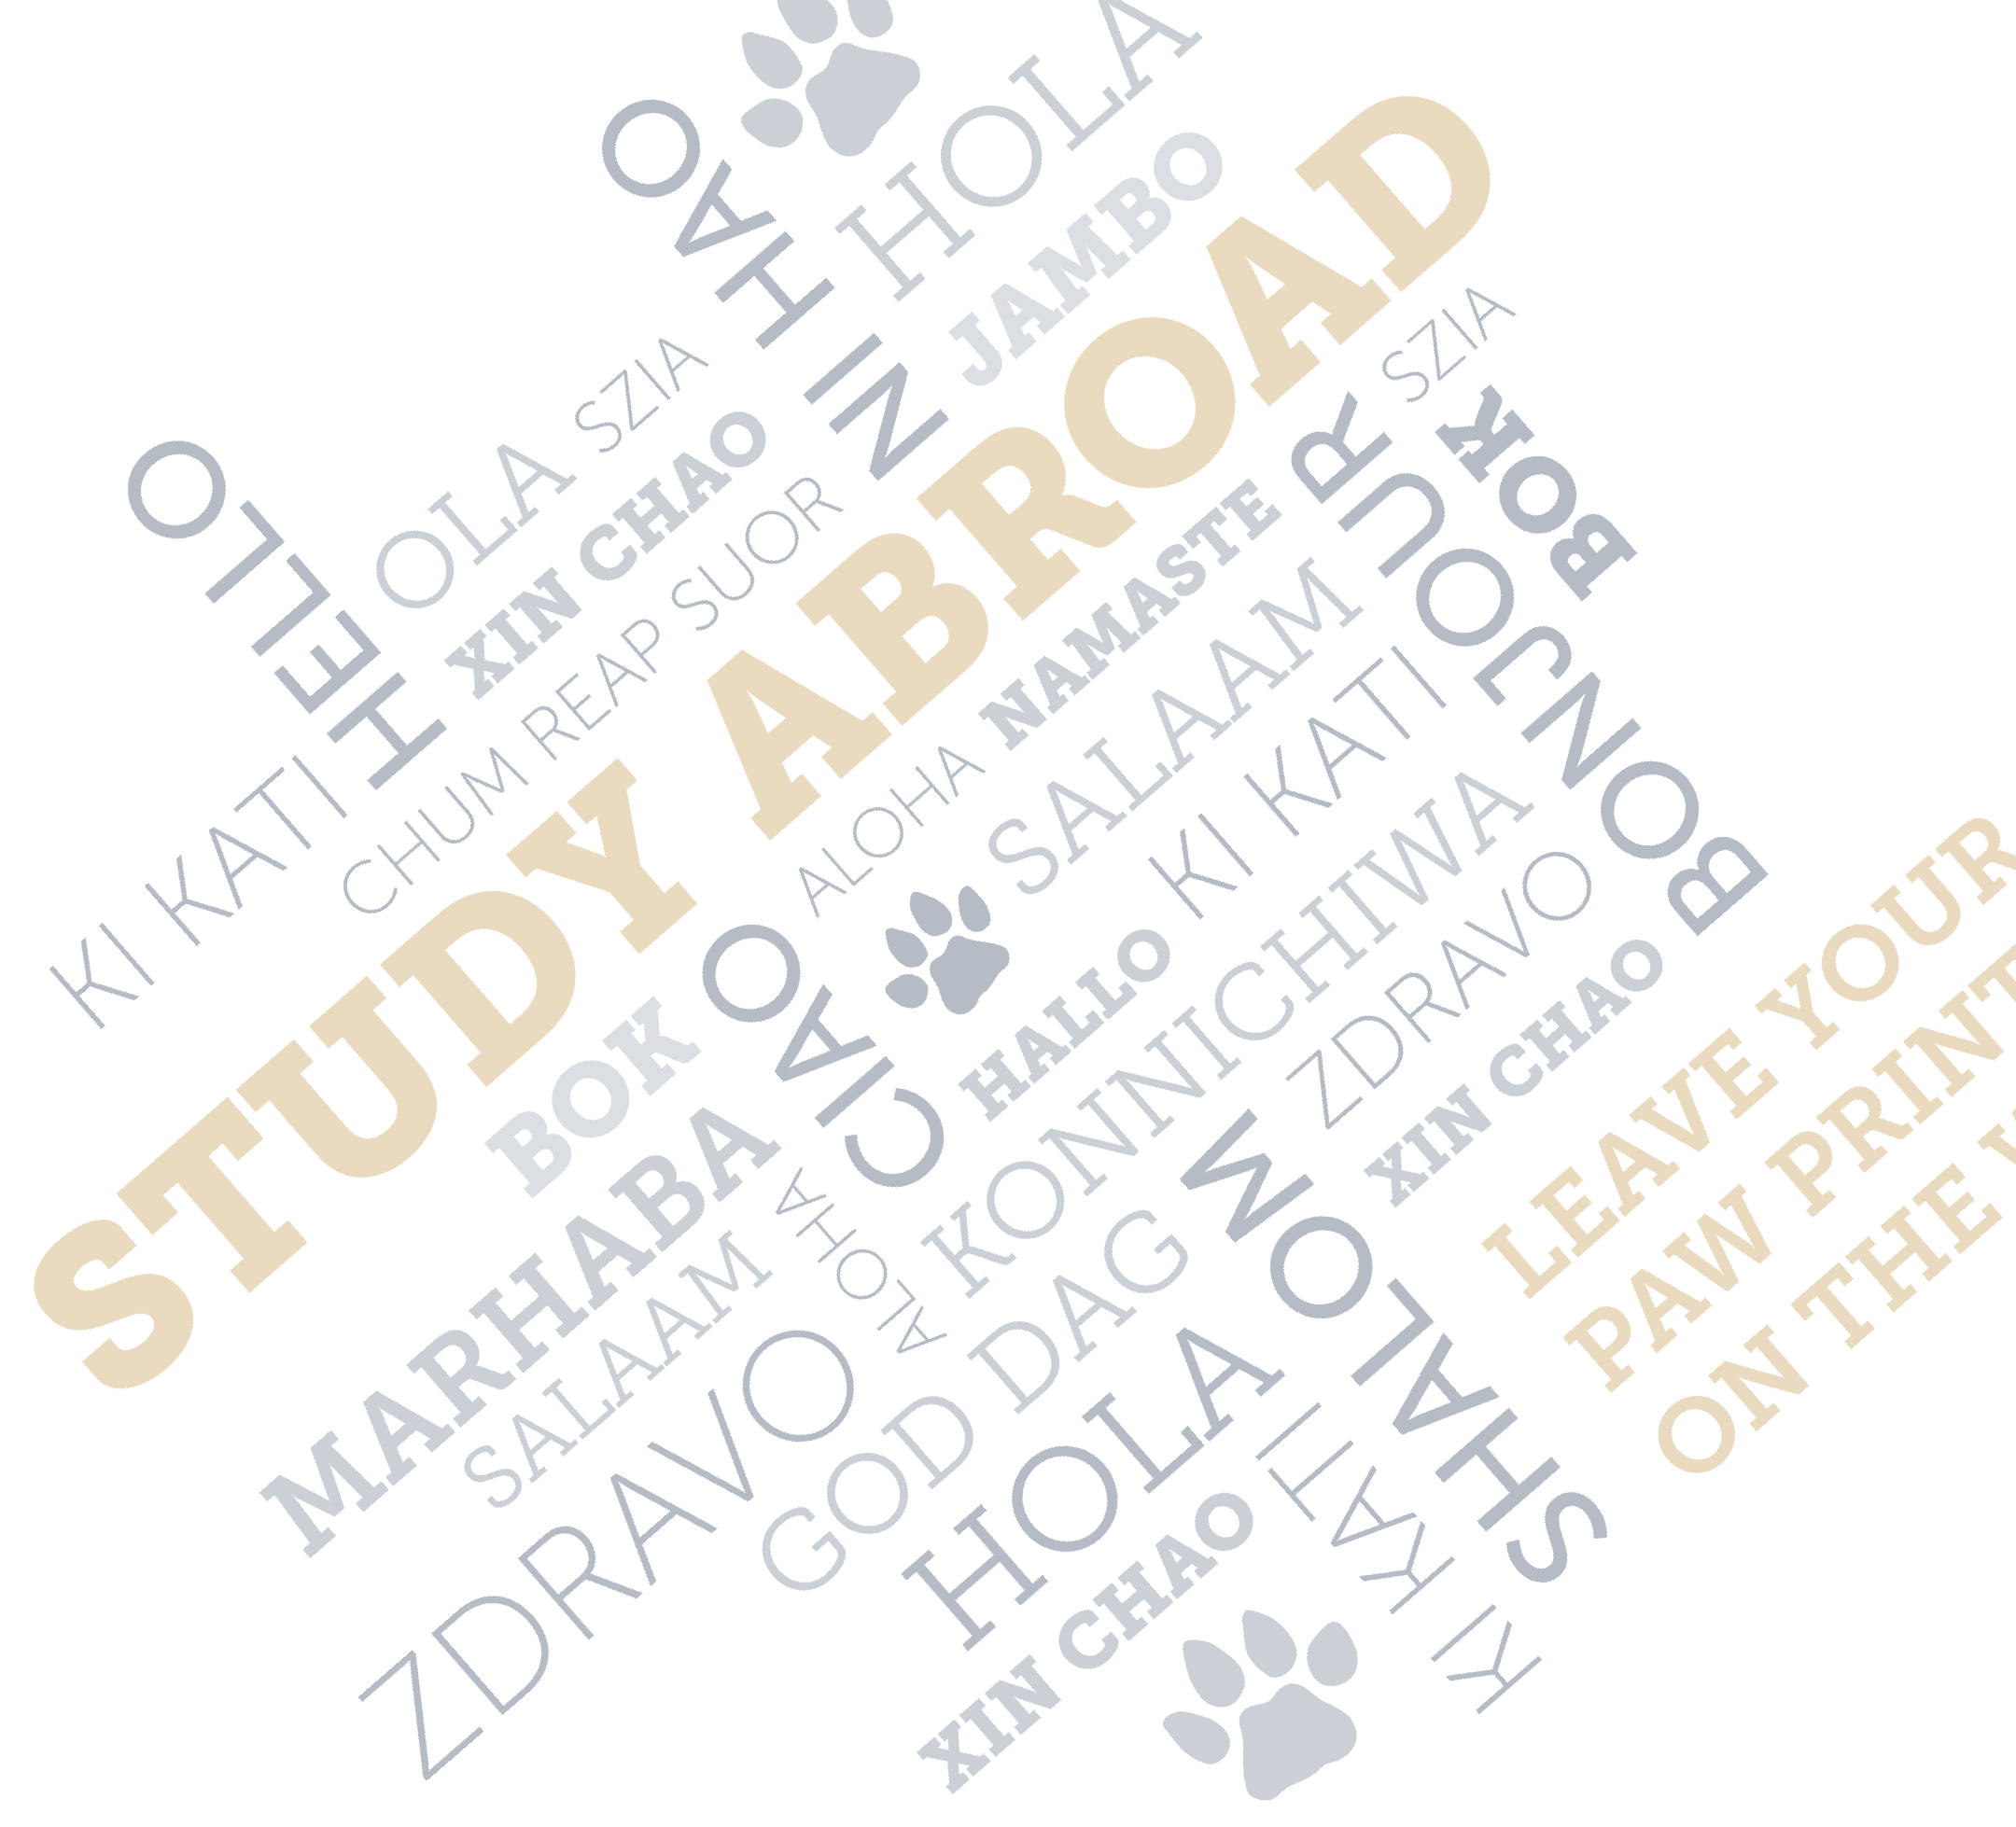 HOLA
NI HAO
JAMBO
STUDY ABROAD
SZIA
OLA
SZIA
HELLO
XIN CHAO
CHUM REAP SUOR
KI KATI
BOK
BONJOUR
NAMASTE
ALOHA
SALAAM
KI KATI
HALLO
KONNICHIWA
ZDRAVO
XIN CHAO
BOK
CIAO
MARHABA
SALAAM
ALOHA
ZDRAVO
GOD DAG
SHALOM
HOLA
XIN CHAO
KI KATI
LEAVE YOUR
PAW PRINT
ON THE